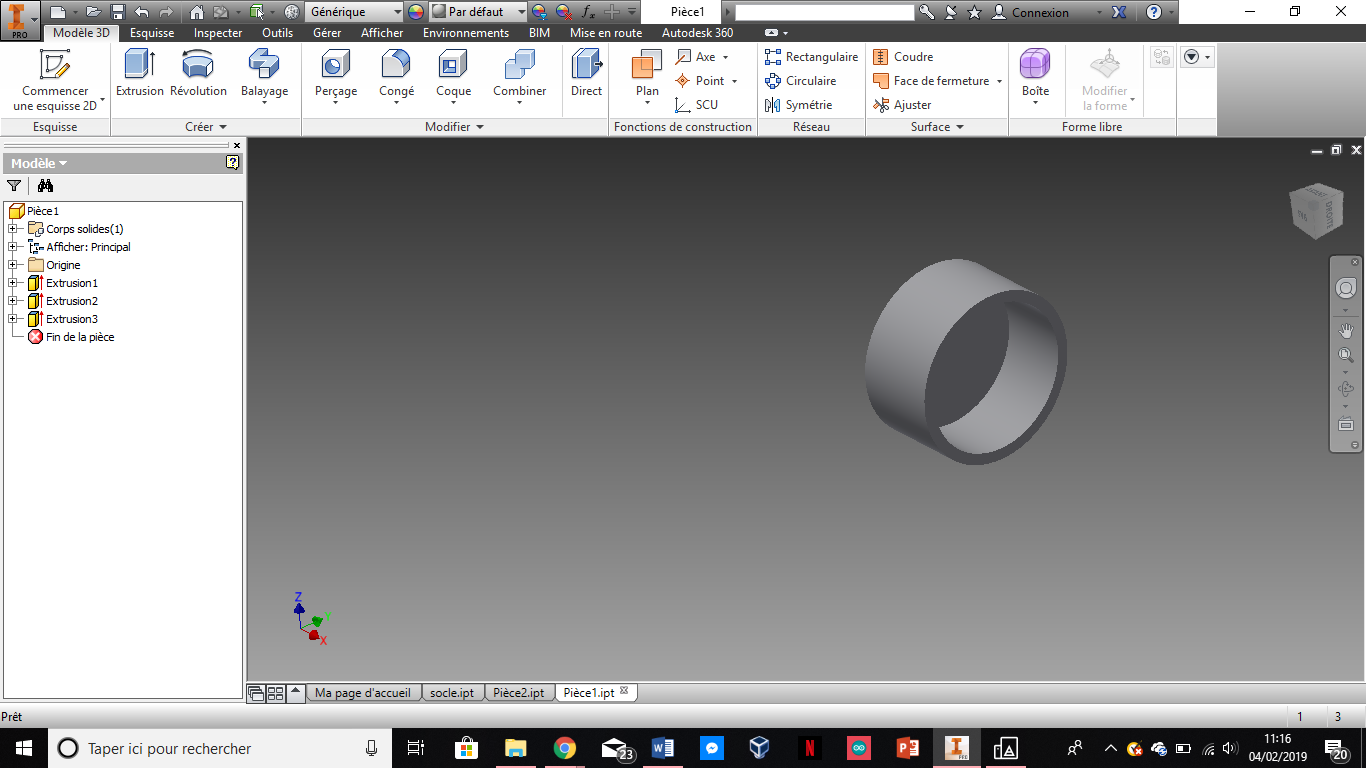 PRO
Générique
Par défaut
fx
Pièce1
Connexion
Modèle 3D
Esquisse
Inspecter
Outils
Gérer
Afficher
Environnements
BIM
Mise en route
Autodesk 360
Commencer
une esquisse 2D
Extrusion
Révolution
Balayage
Perçage
Congé
Coque
Combiner
Direct
Plan
Axe
Point
SCU
Rectangulaire
Circulaire
Symétrie
Coudre
Face de fermeture
Ajuster
Boîte
Modifier
la forme
Esquisse
Créer
Modifier
Fonctions de construction
Réseau
Surface
Forme libre
Modèle
Pièce1
Corps solides(1)
Afficher: Principal
Origine
Extrusion1
Extrusion2
Extrusion3
Fin de la pièce
DROITE
Z
Y
X
Ma page d'accueil
socle.ipt
Pièce2.ipt
Pièce1.ipt
Prêt
1
3
Taper ici pour rechercher
23
PRO
11:16
04/02/2019
20